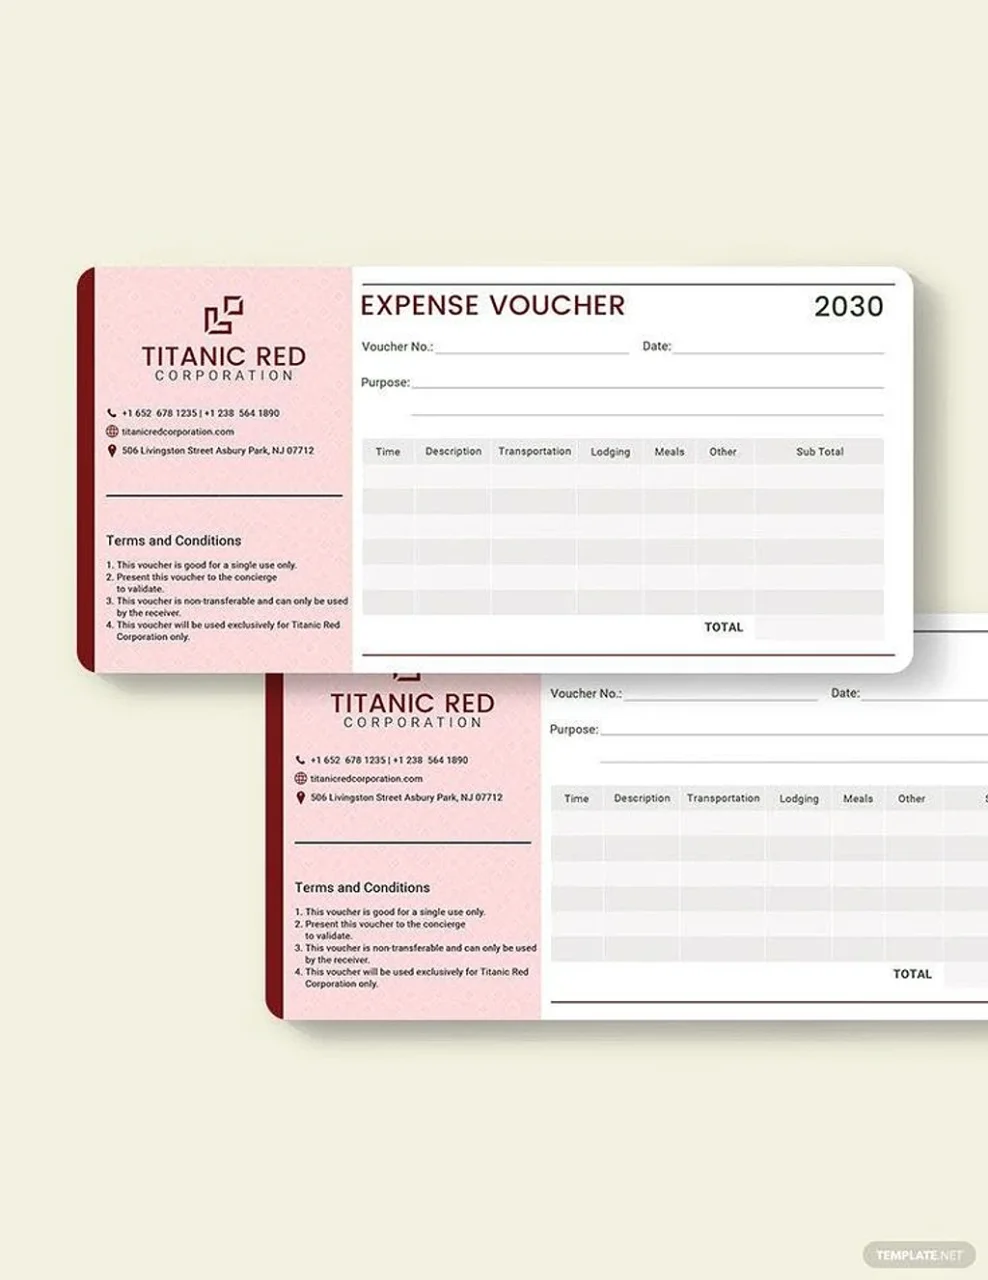 TITANIC RED
CORPORATION
+1 652 678 1235 | +1 238 564 1890
titanicredcorporation.com
506 Livingston Street Asbury Park, NJ 07712
Terms and Conditions
1. This voucher is good for a single use only.
2. Present this voucher to the concierge
to validate.
3. This voucher is non-transferable and can only be used
by the receiver.
4. This voucher will be used exclusively for Titanic Red
Corporation only.
EXPENSE VOUCHER 2030
Voucher No.: Date:
Purpose:
Time Description Transportation Lodging Meals Other Sub Total
TOTAL
TITANIC RED
CORPORATION
+1 652 678 1235 | +1 238 564 1890
titanicredcorporation.com
506 Livingston Street Asbury Park, NJ 07712
Terms and Conditions
1. This voucher is good for a single use only.
2. Present this voucher to the concierge
to validate.
3. This voucher is non-transferable and can only be used
by the receiver.
4. This voucher will be used exclusively for Titanic Red
Corporation only.
Voucher No.: Date:
Purpose:
Time Description Transportation Lodging Meals Other S
TOTAL
TEMPLATE.NET